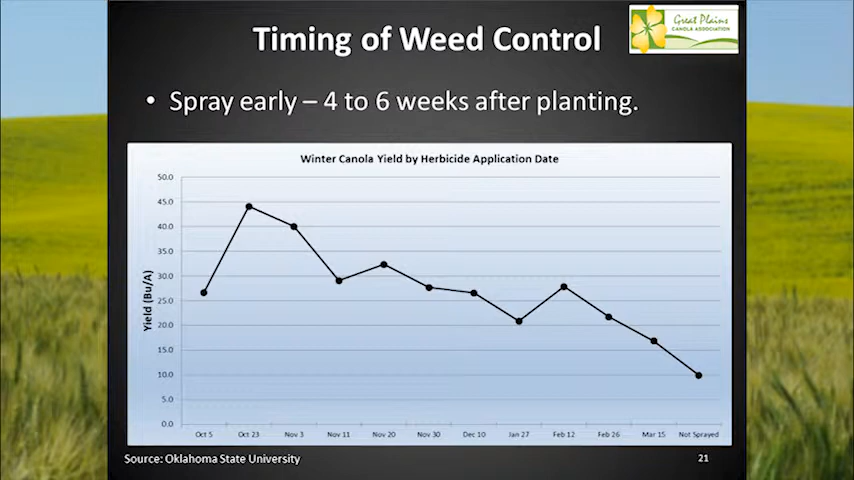 Timing of Weed Control
Great Plains
CANOLA ASSOCIATION
• Spray early – 4 to 6 weeks after planting.
Winter Canola Yield by Herbicide Application Date
Yield (Bu/A)
50.0
45.0
40.0
35.0
30.0
25.0
20.0
15.0
10.0
5.0
0.0
Oct 5 Oct 23 Nov 3 Nov 11 Nov 20 Nov 30 Dec 10 Jan 27 Feb 12 Feb 26 Mar 15 Not Sprayed
Source: Oklahoma State University
21